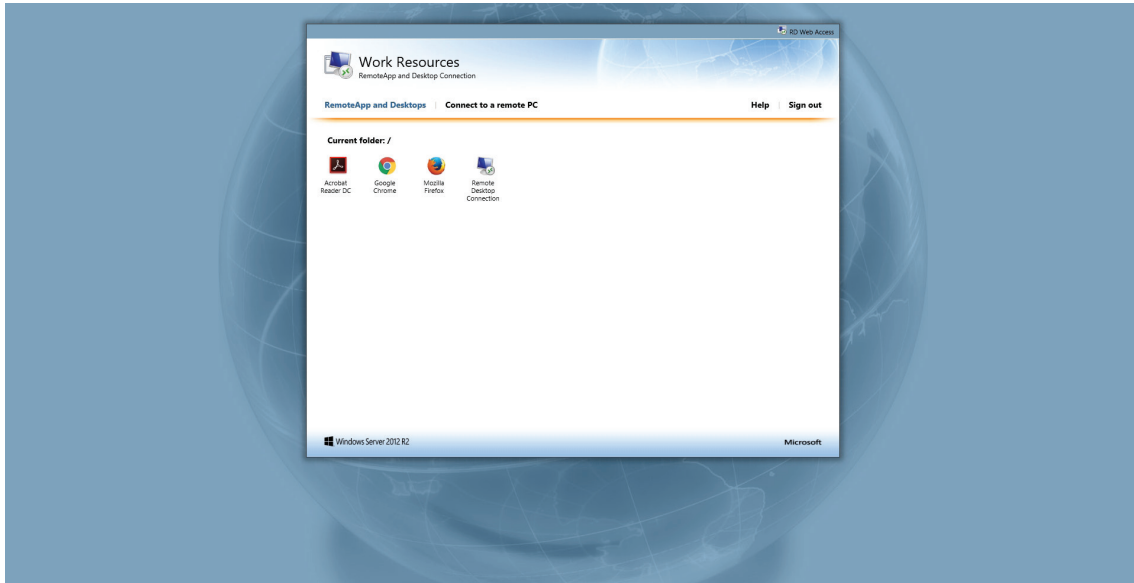 RD Web Access
Work Resources
RemoteApp and Desktop Connection
RemoteApp and Desktops
Connect to a remote PC
Help
Sign out
Current folder: /
Acrobat
Reader DC
Google
Chrome
Mozilla
Firefox
Remote
Desktop
Connection
Windows Server 2012 R2
Microsoft